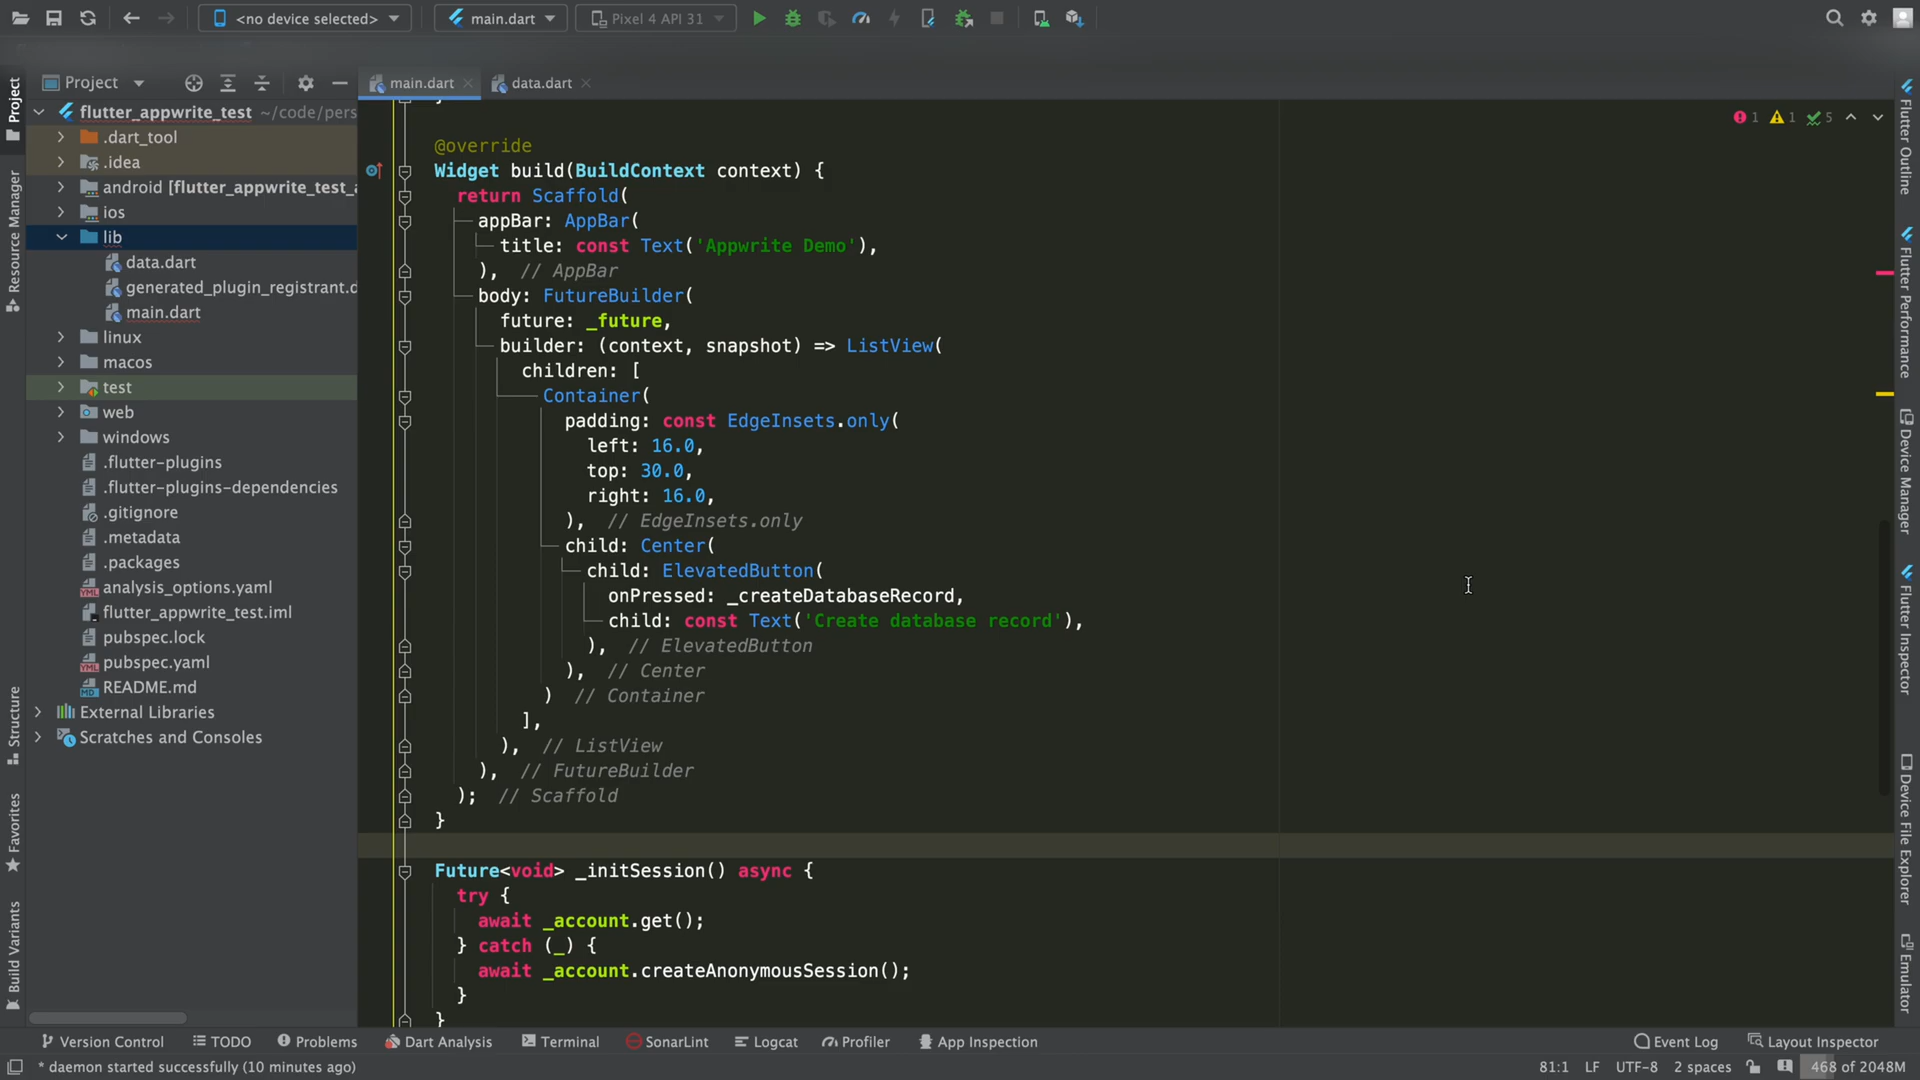 <no device selected>
main.dart
Pixel 4 API 31
Project
main.dart
data.dart
flutter_appwrite_test ~/code/pers
.dart_tool
.idea
android [flutter_appwrite_test_a
ios
lib
data.dart
generated_plugin_registrant.d
main.dart
linux
macos
test
web
windows
.flutter-plugins
.flutter-plugins-dependencies
.gitignore
.metadata
.packages
analysis_options.yaml
flutter_appwrite_test.iml
pubspec.lock
pubspec.yaml
README.md
External Libraries
Scratches and Consoles
Project
Resource Manager
Structure
Favorites
Build Variants
1 1 5
}
@override
Widget build(BuildContext context) {
return Scaffold(
appBar: AppBar(
title: const Text('Appwrite Demo'),
), // AppBar
body: FutureBuilder(
future: _future,
builder: (context, snapshot) => ListView(
children: [
Container(
padding: const EdgeInsets.only(
left: 16.0,
top: 30.0,
right: 16.0,
), // EdgeInsets.only
child: Center(
child: ElevatedButton(
onPressed: _createDatabaseRecord,
child: const Text('Create database record'),
), // ElevatedButton
), // Center
) // Container
],
), // ListView
), // FutureBuilder
); // Scaffold
}
Future<void> _initSession() async {
try {
await _account.get();
} catch (_) {
await _account.createAnonymousSession();
}
}
Flutter Outline
Flutter Performance
Device Manager
Flutter Inspector
Device File Explorer
Emulator
Version Control
TODO
Problems
Dart Analysis
Terminal
SonarLint
Logcat
Profiler
App Inspection
Event Log
Layout Inspector
* daemon started successfully (10 minutes ago)
81:1
LF
UTF-8
2 spaces
468 of 2048M